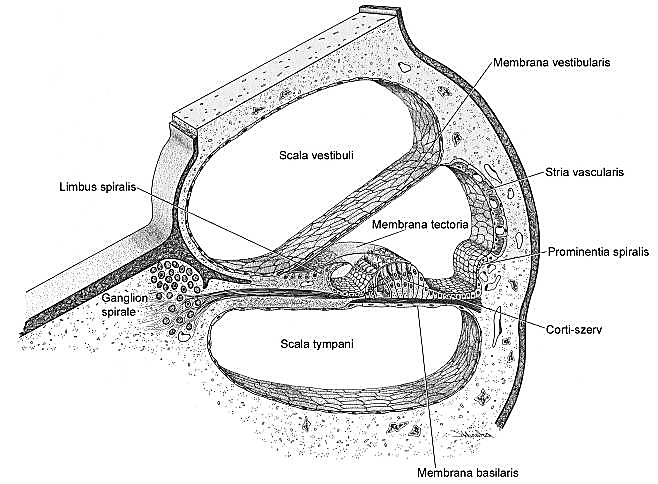 Membrana vestibularis
Scala vestibuli
Stria vascularis
Limbus spiralis
Membrana tectoria
Prominentia spiralis
Ganglion
spirale
Corti-szerv
Scala tympani
Membrana basilaris